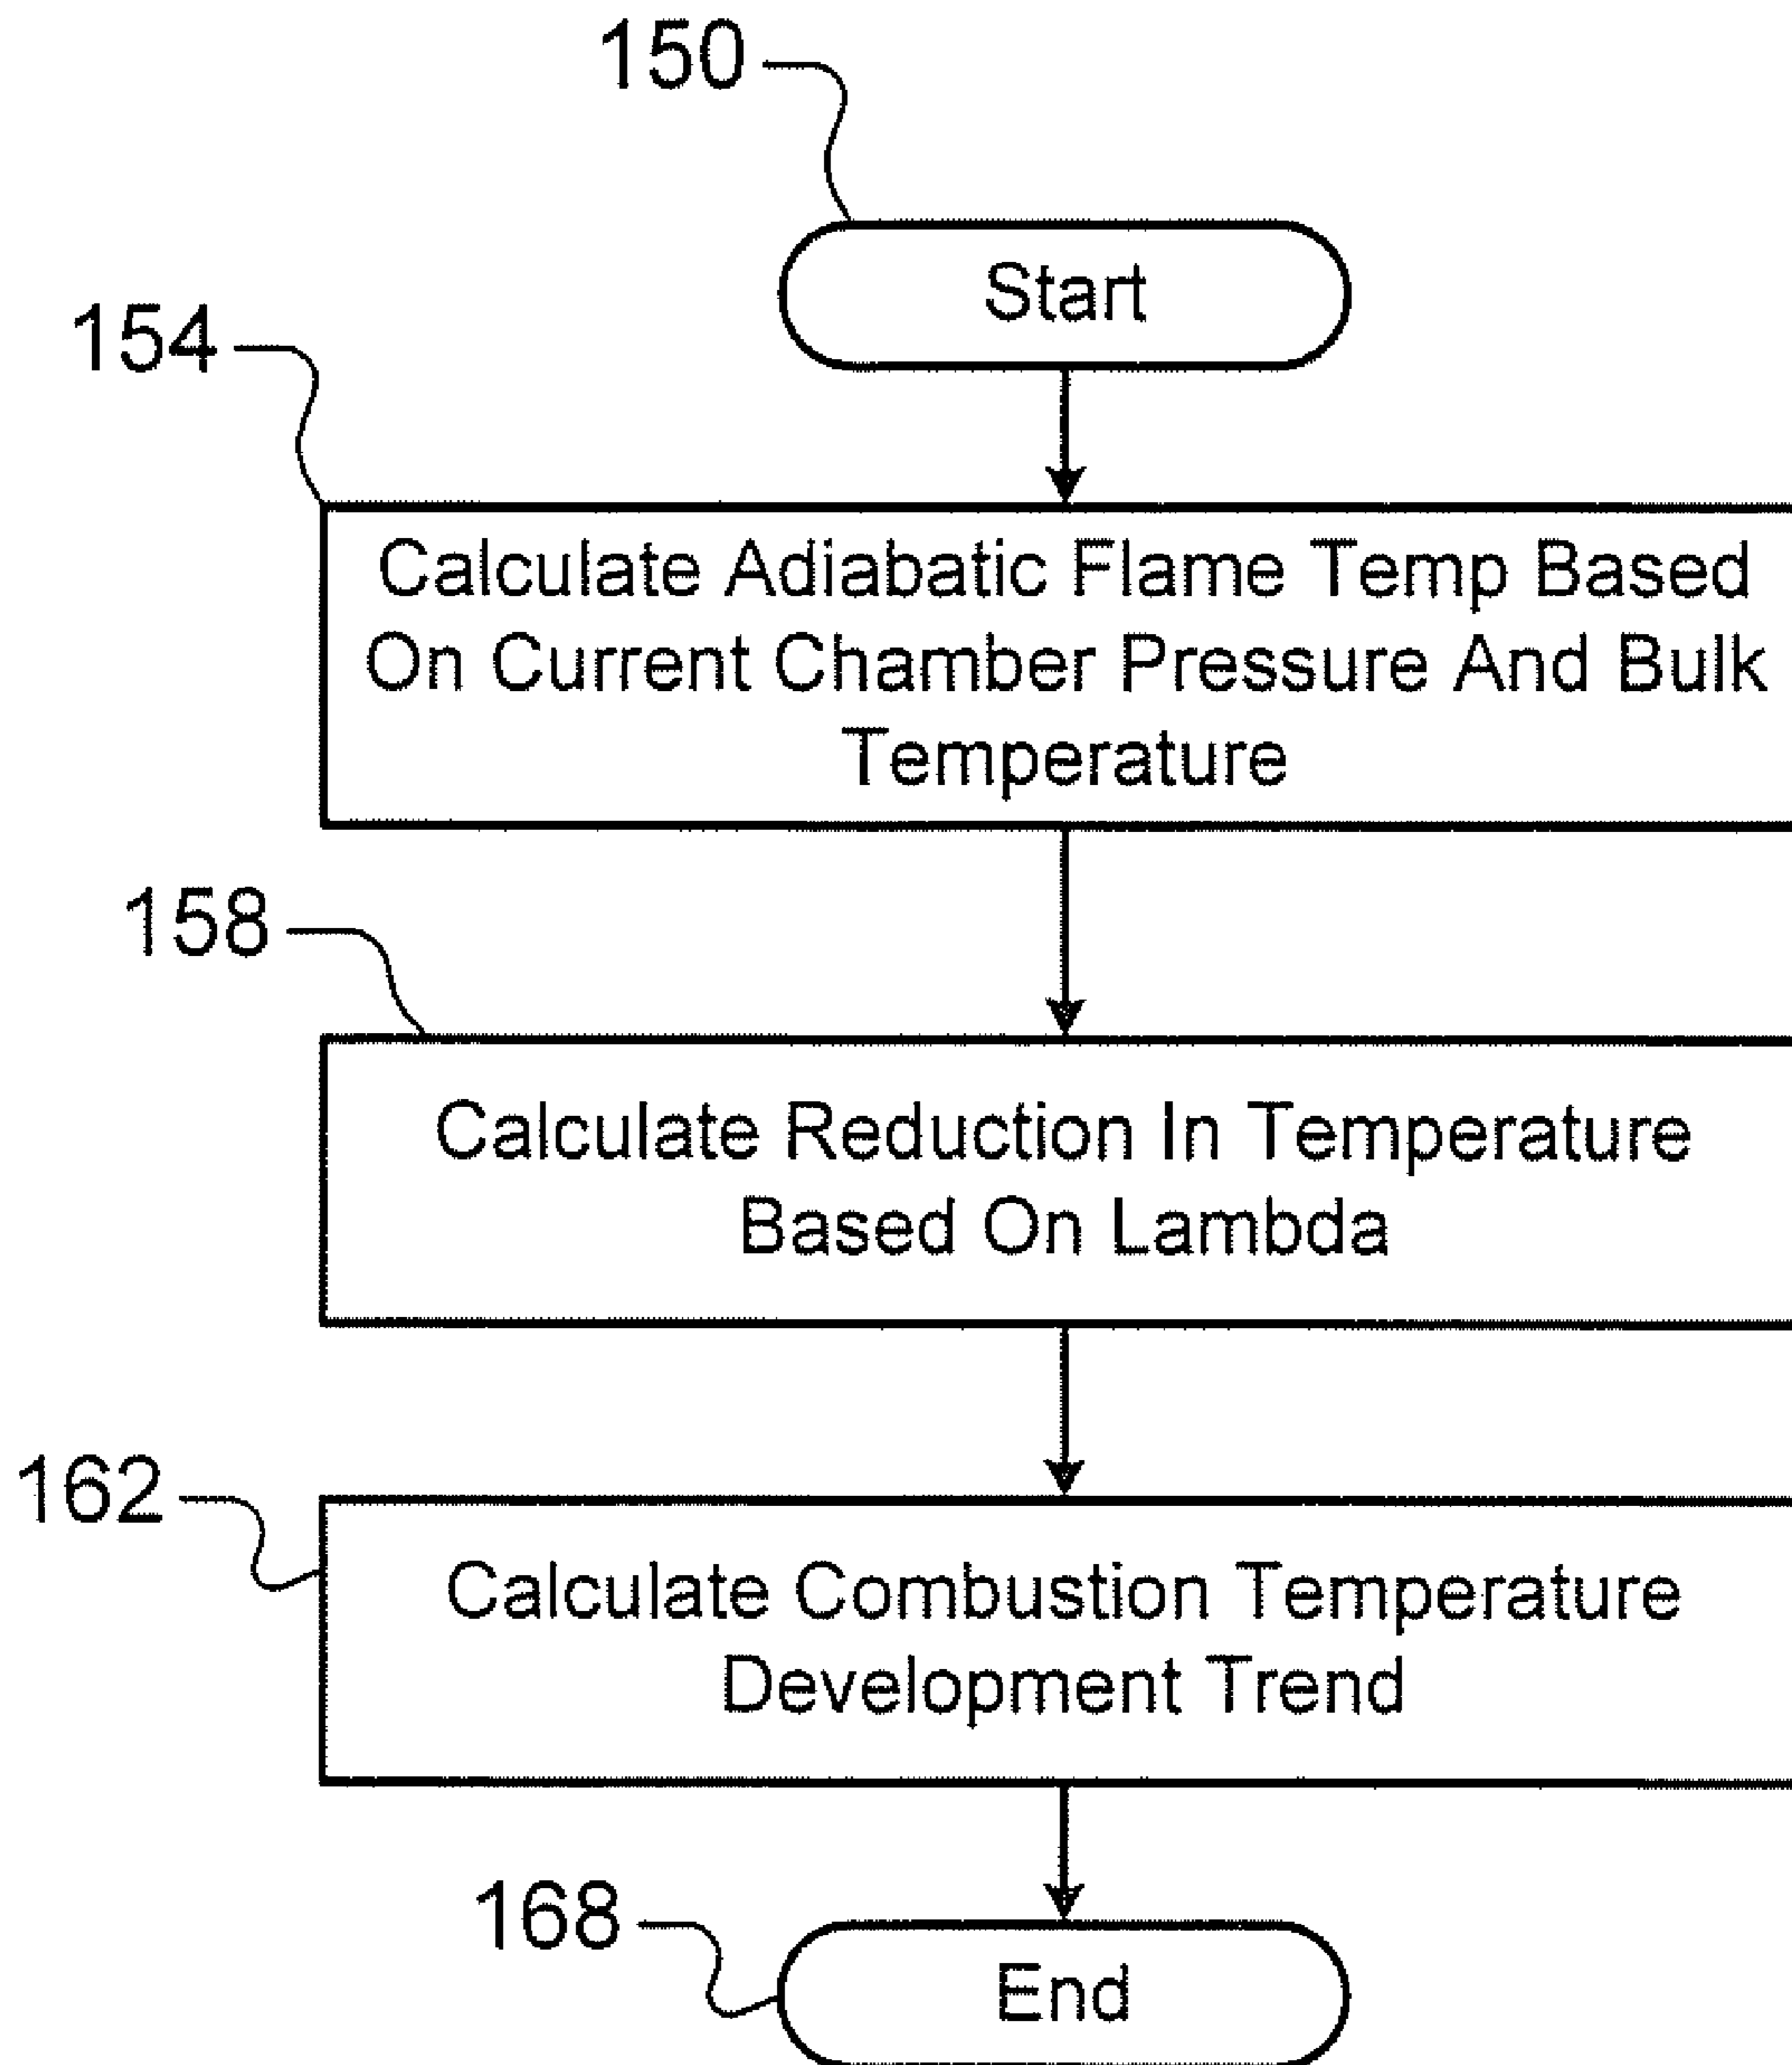 150
Start
154
Calculate Adiabatic Flame Temp Based
On Current Chamber Pressure And Bulk
Temperature
158
Calculate Reduction In Temperature
Based On Lambda
162
Calculate Combustion Temperature
Development Trend
168
End